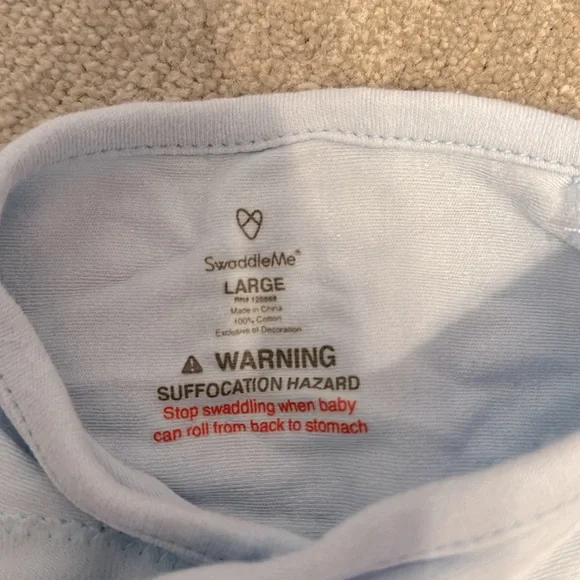 SwaddleMe®
LARGE
RN#
Made in China
100% Cotton
Exclusive of Decoration
WARNING
SUFFOCATION HAZARD
Stop swaddling when baby
can roll from back to stomach